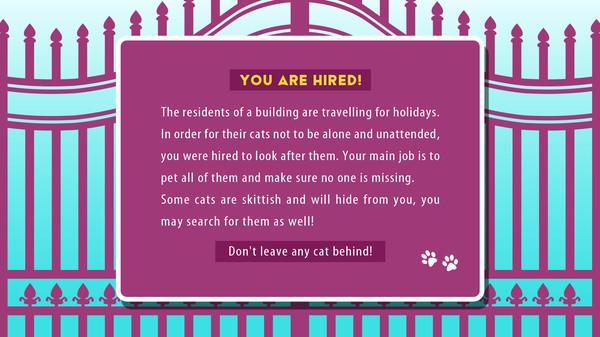 YOU ARE HIRED!
The residents of a building are travelling for holidays.
In order for their cats not to be alone and unattended,
you were hired to look after them. Your main job is to
pet all of them and make sure no one is missing.
Some cats are skittish and will hide from you, you
may search for them as well!
Don't leave any cat behind!